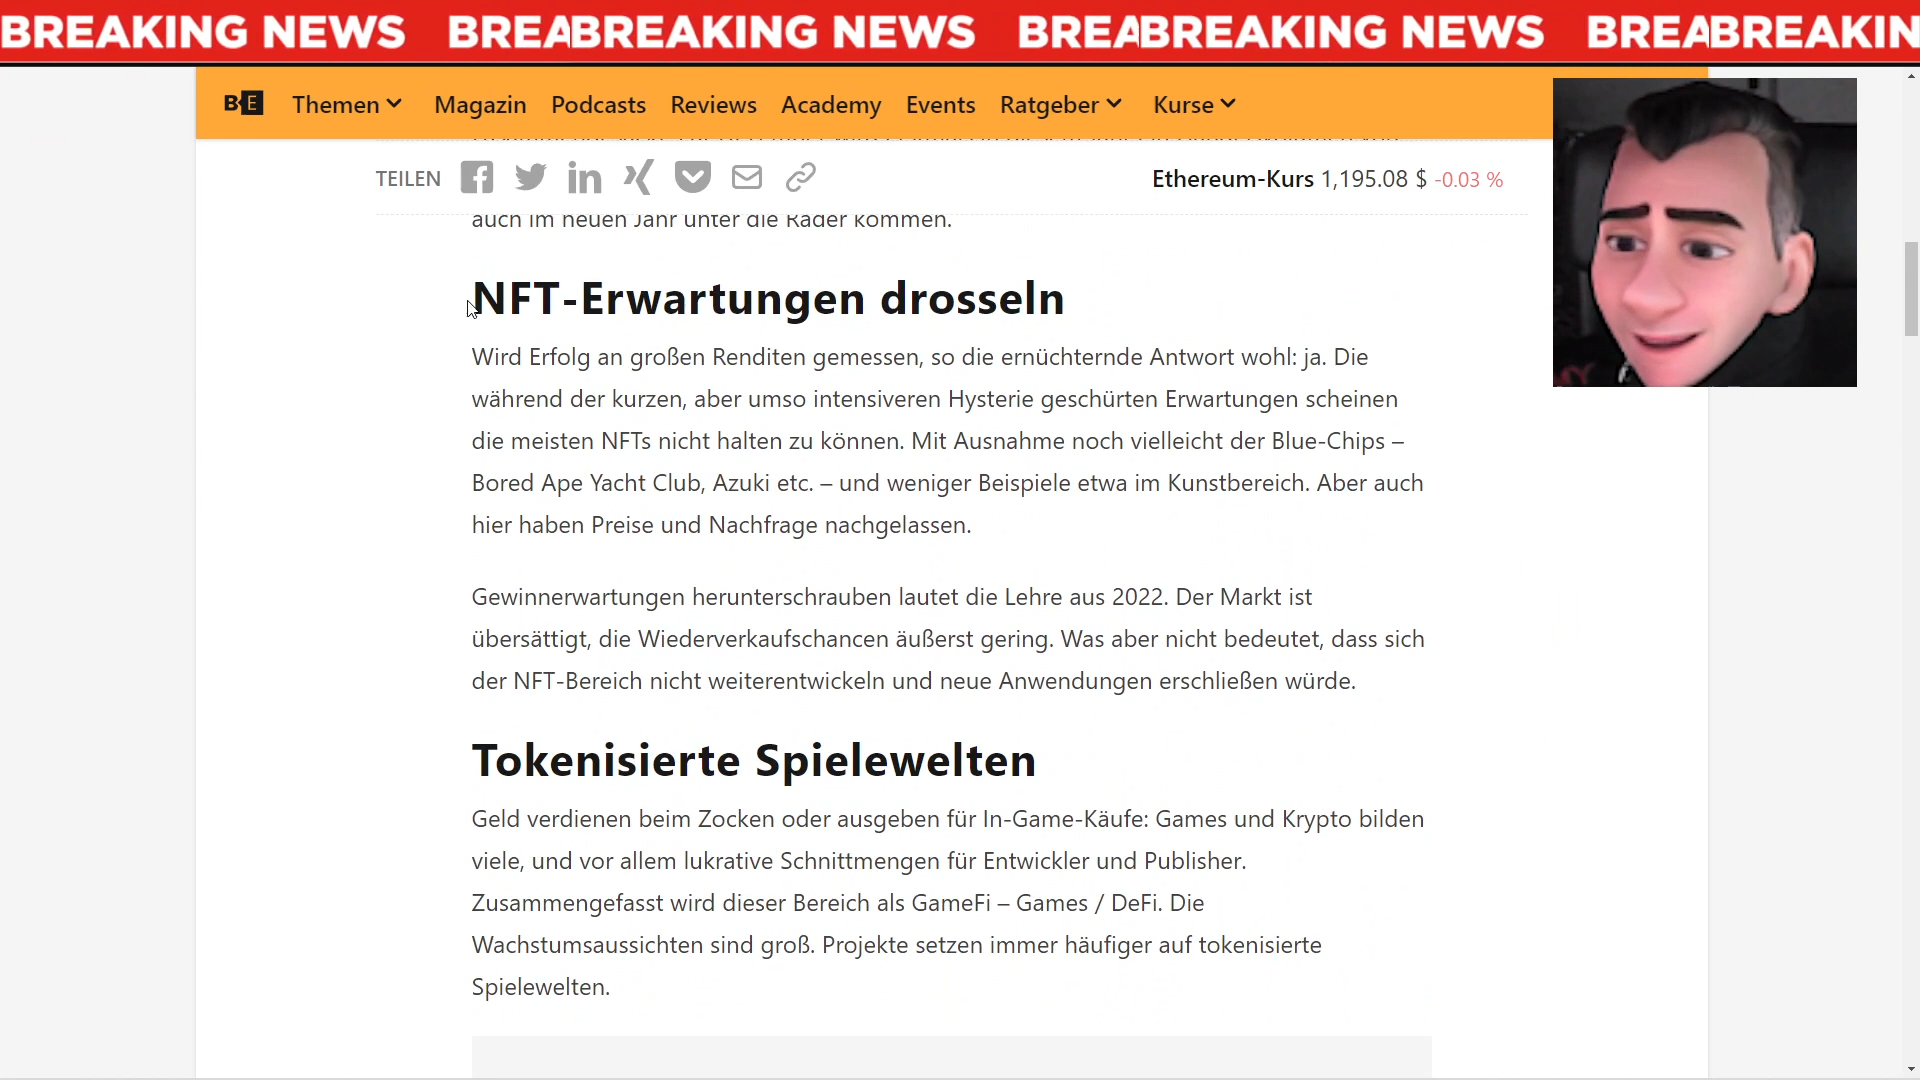 BREAKING NEWS BREABREAKING NEWS BREABREAKING NEWS BREABREAKIN
BE Themen Magazin Podcasts Reviews Academy Events Ratgeber Kurse
TEILEN Ethereum-Kurs 1,195.08 $ -0.03 %
auch im neuen Jahr unter die Räder kommen.
NFT-Erwartungen drosseln
Wird Erfolg an großen Renditen gemessen, so die ernüchternde Antwort wohl: ja. Die
während der kurzen, aber umso intensiveren Hysterie geschürten Erwartungen scheinen
die meisten NFTs nicht halten zu können. Mit Ausnahme noch vielleicht der Blue-Chips –
Bored Ape Yacht Club, Azuki etc. – und weniger Beispiele etwa im Kunstbereich. Aber auch
hier haben Preise und Nachfrage nachgelassen.
Gewinnerwartungen herunterschrauben lautet die Lehre aus 2022. Der Markt ist
übersättigt, die Wiederverkaufschancen äußerst gering. Was aber nicht bedeutet, dass sich
der NFT-Bereich nicht weiterentwickeln und neue Anwendungen erschließen würde.
Tokenisierte Spielewelten
Geld verdienen beim Zocken oder ausgeben für In-Game-Käufe: Games und Krypto bilden
viele, und vor allem lukrative Schnittmengen für Entwickler und Publisher.
Zusammengefasst wird dieser Bereich als GameFi – Games / DeFi. Die
Wachstumsaussichten sind groß. Projekte setzen immer häufiger auf tokenisierte
Spielewelten.